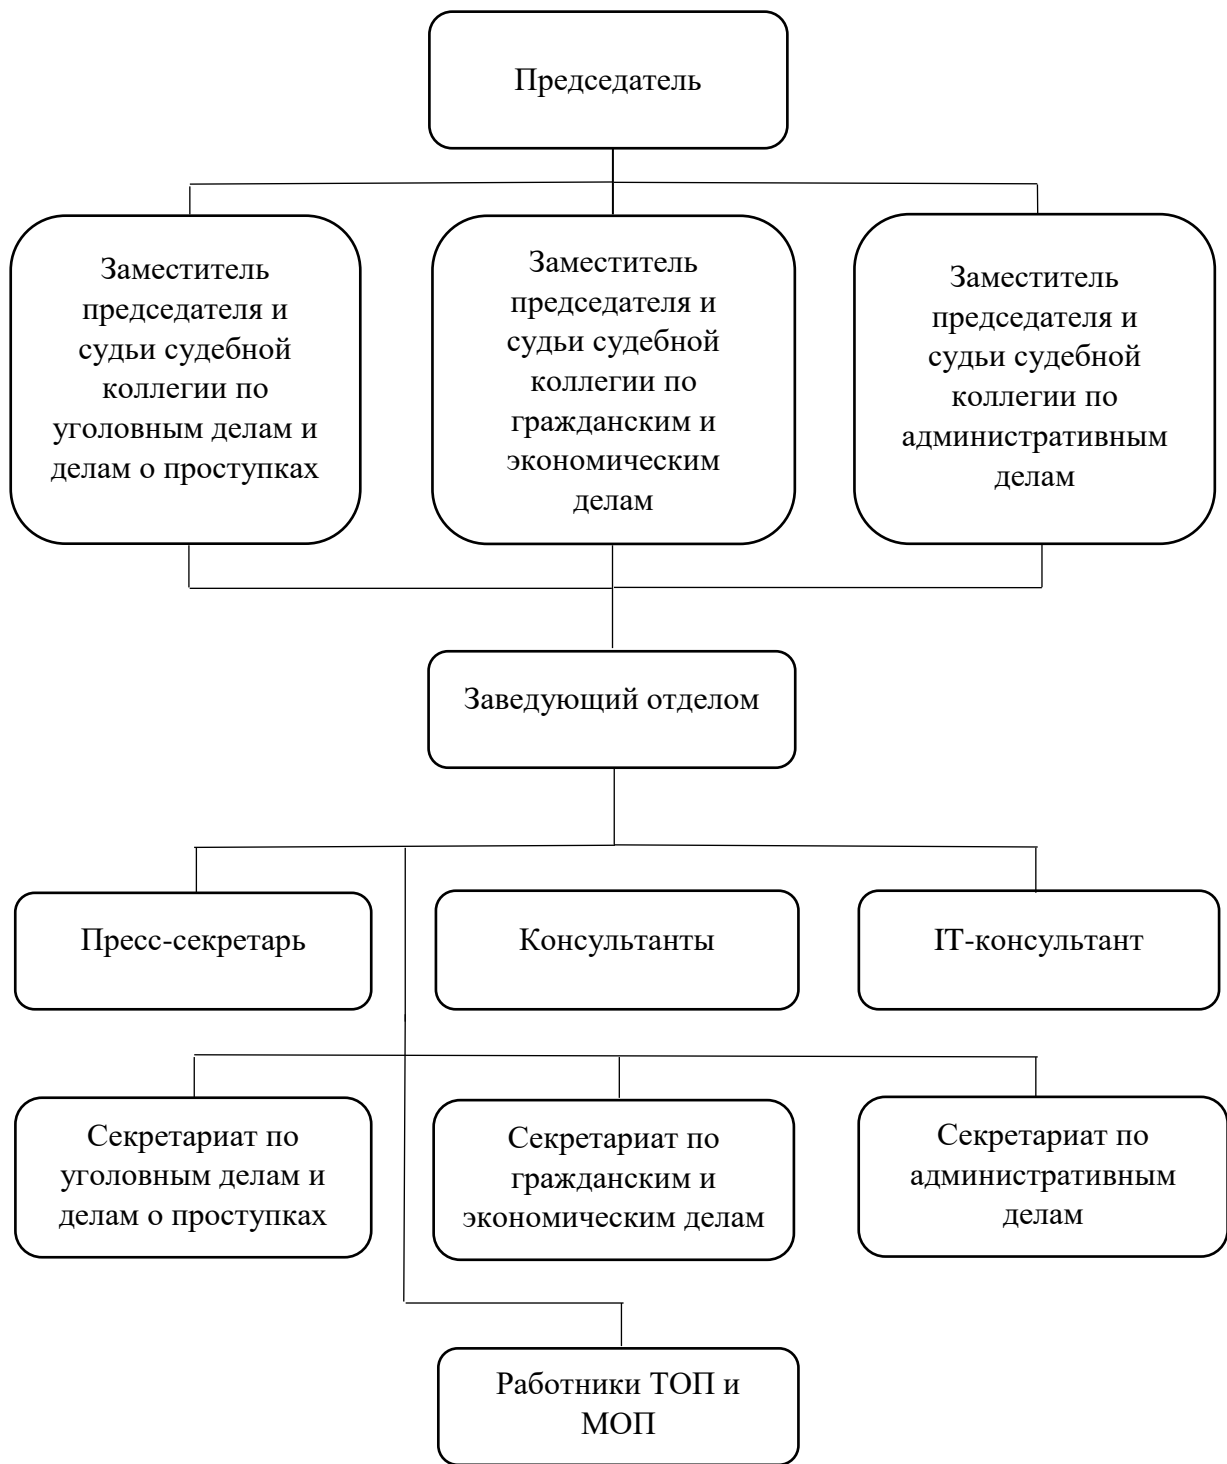 Председатель
Заместитель
председателя и
судьи судебной
коллегии по
уголовным делам и
делам о проступках
Заместитель
председателя и
судьи судебной
коллегии по
гражданским и
экономическим
делам
Заместитель
председателя и
судьи судебной
коллегии по
административным
делам
Заведующий отделом
Пресс-секретарь
Консультанты
IT-консультант
Секретариат по
уголовным делам и
делам о проступках
Секретариат по
гражданским и
экономическим делам
Секретариат по
административным
делам
Работники ТОП и
МОП